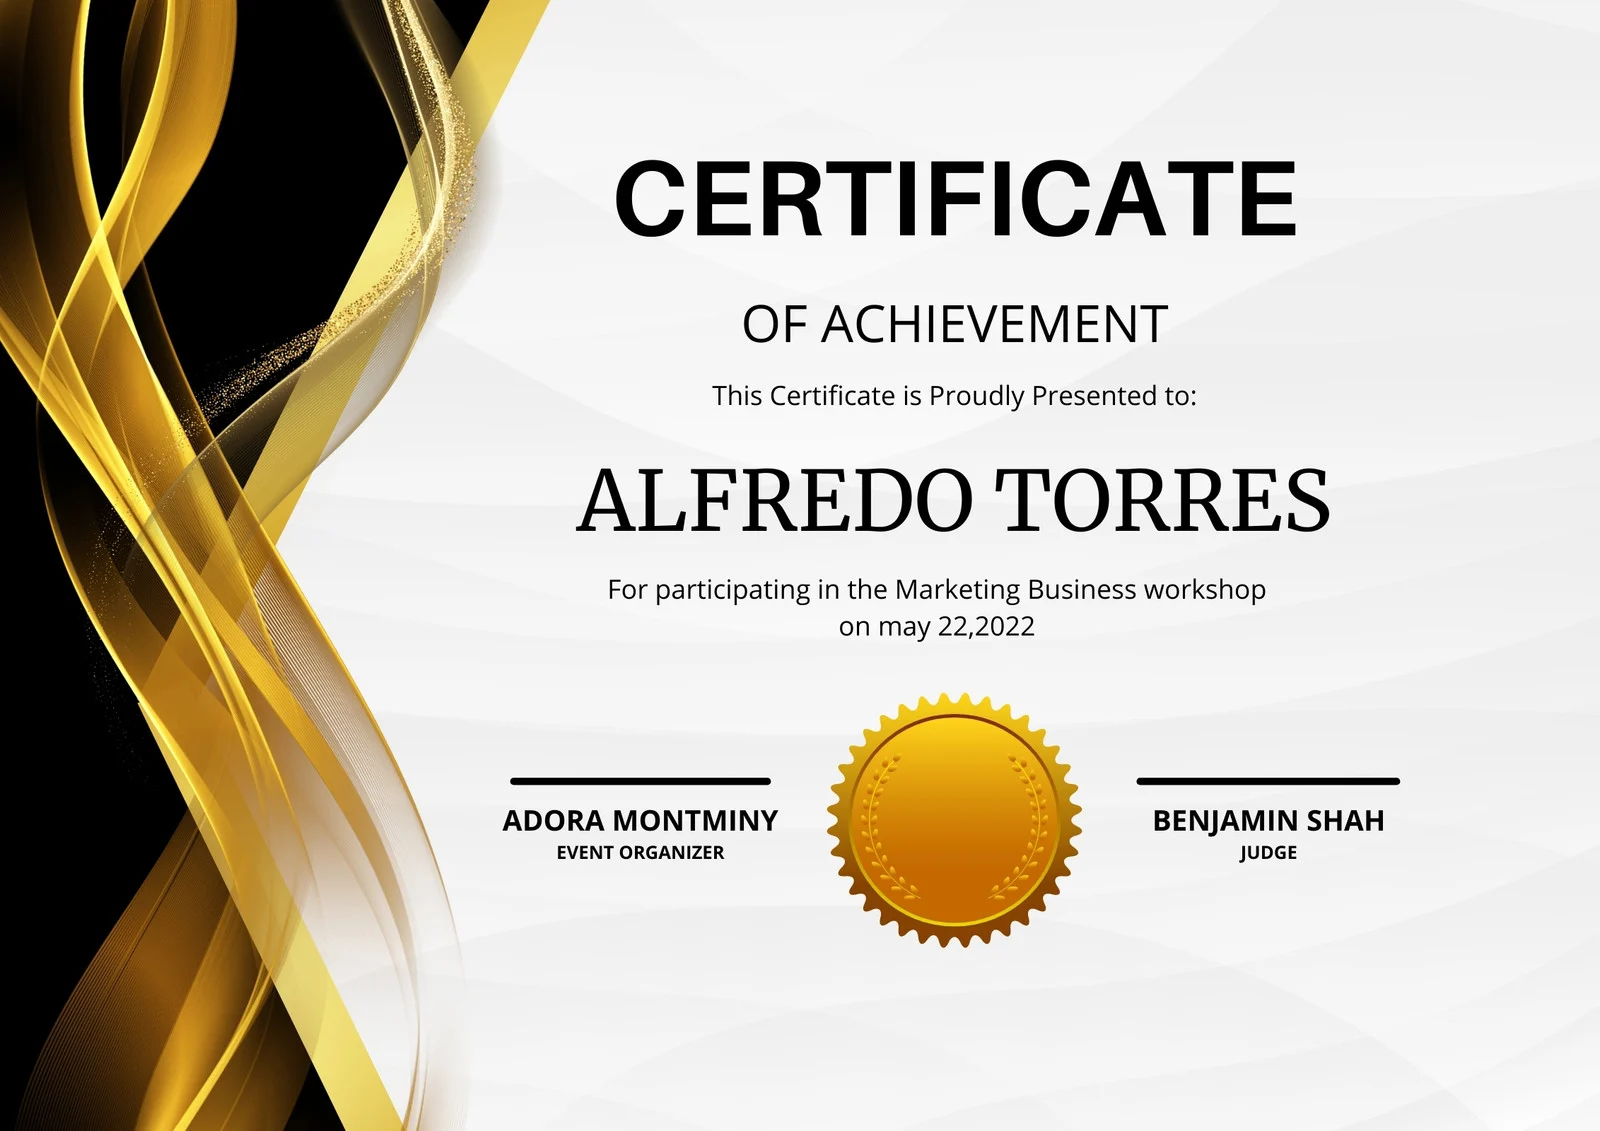 CERTIFICATE
OF ACHIEVEMENT
This Certificate is Proudly Presented to:
ALFREDO TORRES
For participating in the Marketing Business workshop
on may 22,2022
ADORA MONTMINY
EVENT ORGANIZER
BENJAMIN SHAH
JUDGE